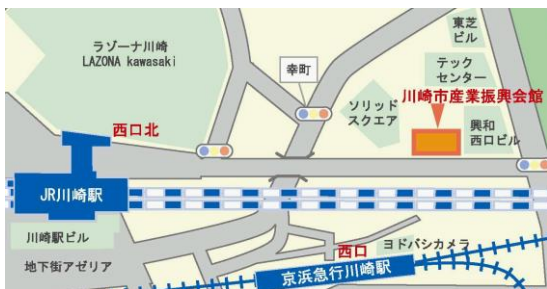 ラゾーナ川崎
LAZONA kawasaki
東芝
ビル
幸町
テック
センター
川崎市産業振興会館
ソリッド
スクエア
興和
西口ビル
西口北
JR川崎駅
川崎駅ビル
地下街アゼリア
西口
ヨドバシカメラ
京浜急行川崎駅